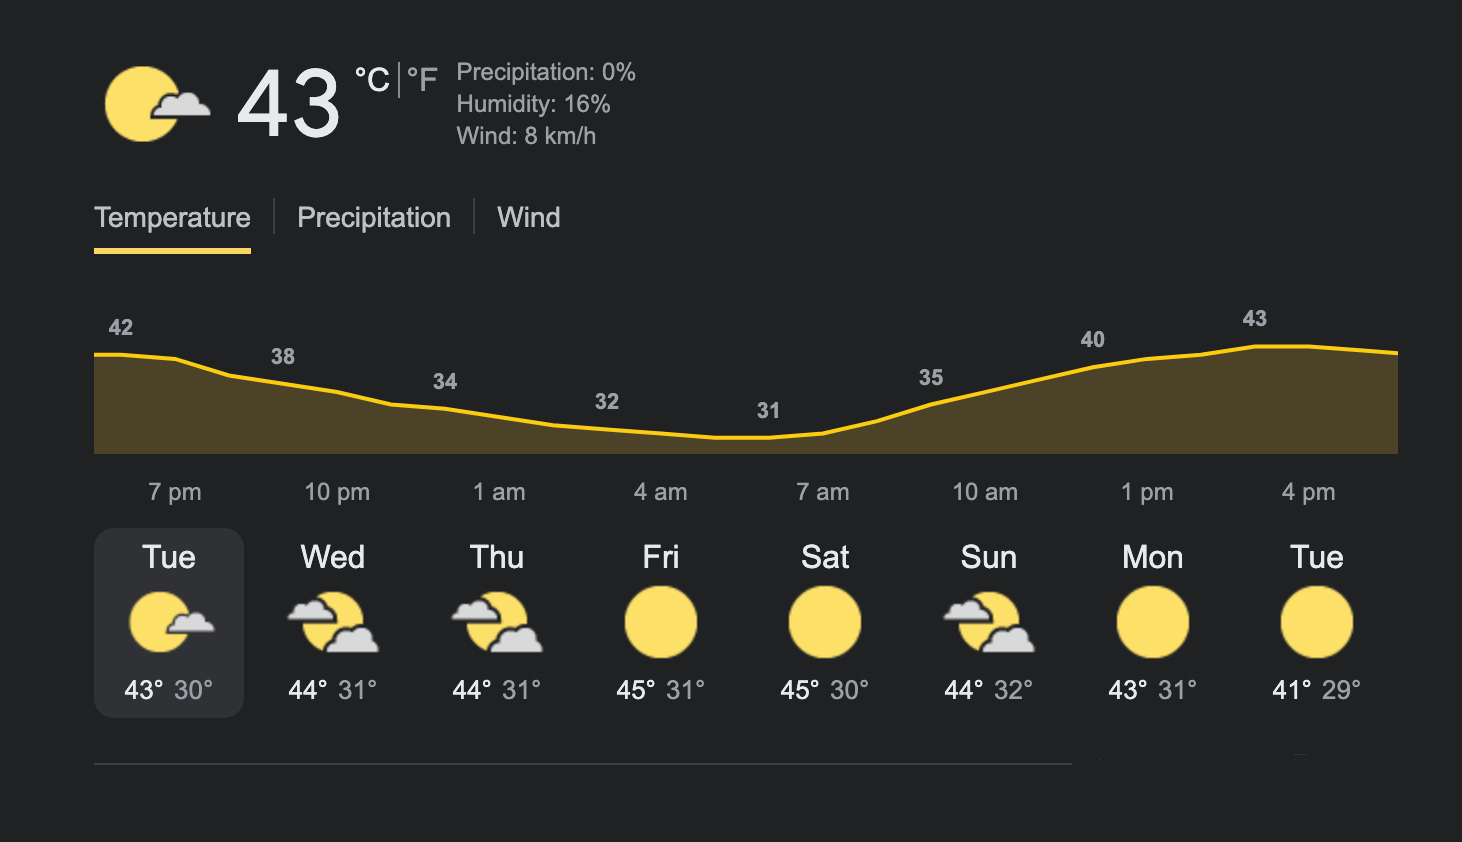 43 °C | °F
Precipitation: 0%
Humidity: 16%
Wind: 8 km/h
Temperature | Precipitation | Wind
42 38 34 32 31 35 40 43
7 pm 10 pm 1 am 4 am 7 am 10 am 1 pm 4 pm
Tue Wed Thu Fri Sat Sun Mon Tue
43° 30° 44° 31° 44° 31° 45° 31° 45° 30° 44° 32° 43° 31° 41° 29°